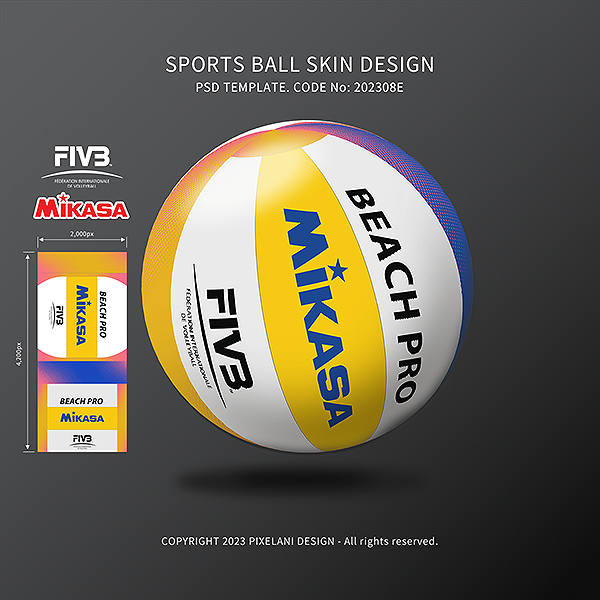 SPORTS BALL SKIN DESIGN
PSD TEMPLATE. CODE No: 202308E
FIVB
FÉDÉRATION INTERNATIONALE
DE VOLLEYBALL
MiKASA
2,000px
4,200px
BEACH PRO
MiKASA
FIVB
BEACH PRO
MiKASA
FIVB
BEACH PRO
MiKASA
FIVB
FÉDÉRATION INTERNATIONALE
DE VOLLEYBALL
COPYRIGHT 2023 PIXELANI DESIGN - All rights reserved.